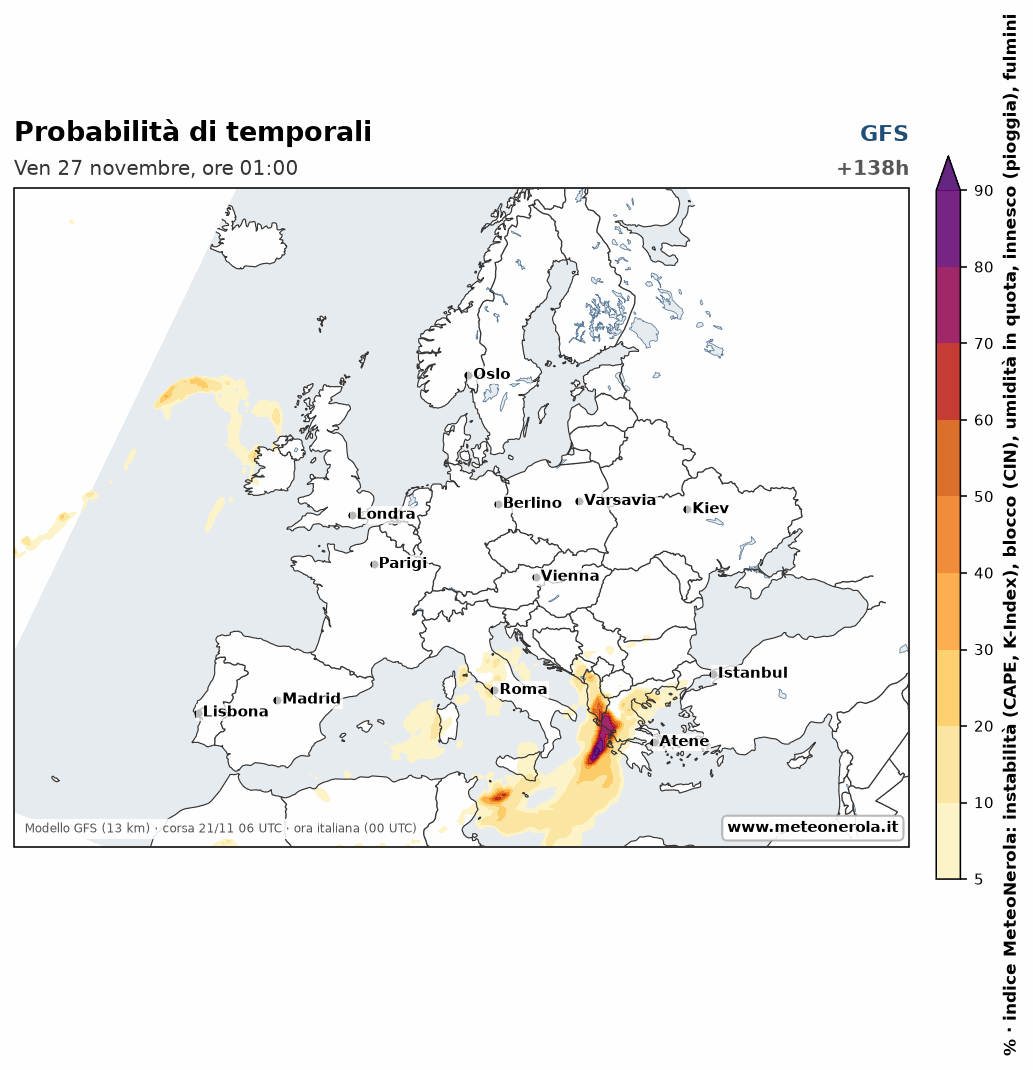 Probabilità di temporali
GFS
Ven 27 novembre, ore 01:00
+138h
Oslo
Londra
Berlino
Varsavia
Kiev
Parigi
Vienna
Istanbul
Roma
Madrid
Lisbona
Atene
Modello GFS (13 km) · corsa 21/11 06 UTC · ora italiana (00 UTC)
www.meteonerola.it
90
80
70
60
50
40
30
20
10
5
% · indice MeteoNerola: instabilità (CAPE, K-Index), blocco (CIN), umidità in quota, innesco (pioggia), fulmini